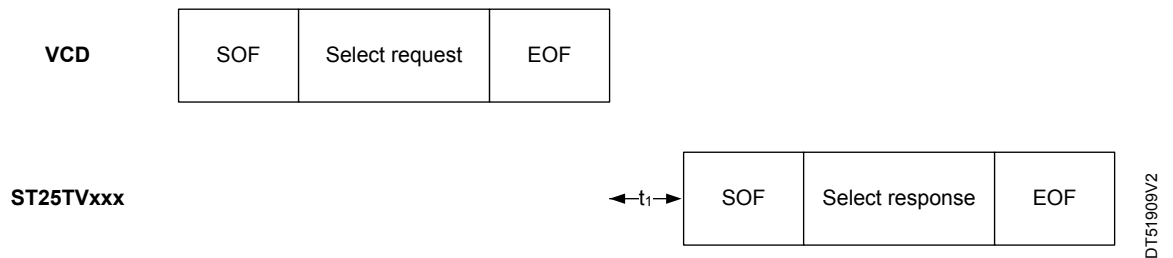 VCD SOF Select request EOF
ST25TVxxx t1 SOF Select response EOF
DT51909V2